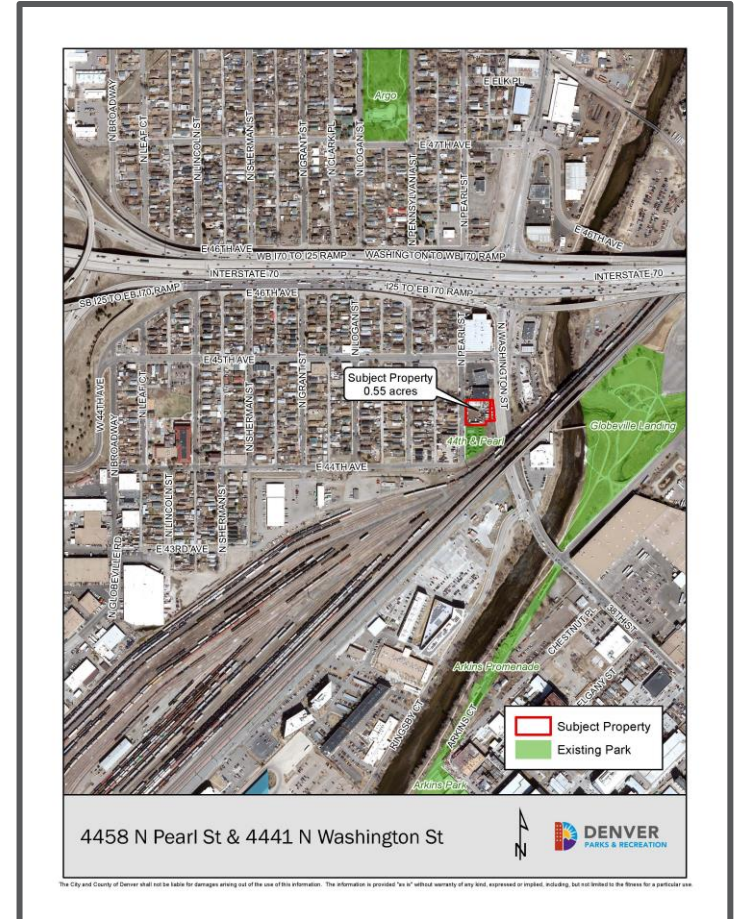 Argo
E ELK PL
N BROADWAY
N LEAF CT
N LINCOLN ST
N SHERMAN ST
N GRANT ST
N CLARK PL
N LOGAN ST
E 47TH AVE
N PENNSYLVANIA ST
N PEARL ST
E 46TH AVE
E 46TH AVE
WB I70 TO I25 RAMP
WASHINGTON TO WB I70 RAMP
INTERSTATE 70
INTERSTATE 70
SB I25 TO EB I70 RAMP
E 46TH AVE
I25 TO EB I70 RAMP
N LOGAN ST
N PEARL ST
N WASHINGTON ST
E 45TH AVE
N GRANT ST
W 44TH AVE
N LEAF CT
N SHERMAN ST
N BROADWAY
Subject Property
0.55 acres
44th & Pearl
Globeville Landing
E 44TH AVE
N LINCOLN ST
N SHERMAN ST
E 43RD AVE
N GLOBEVILLE RD
38TH ST
CHESTNUT PL
Arkins Promenade
ARKINS CT
RINGSBY CT
Arkins Park
Subject Property
Existing Park
4458 N Pearl St & 4441 N Washington St
N
DENVER
PARKS & RECREATION
The City and County of Denver shall not be liable for damages arising out of the use of this information. The information is provided "as is" without warranty of any kind, expressed or implied, including, but not limited to the fitness for a particular use